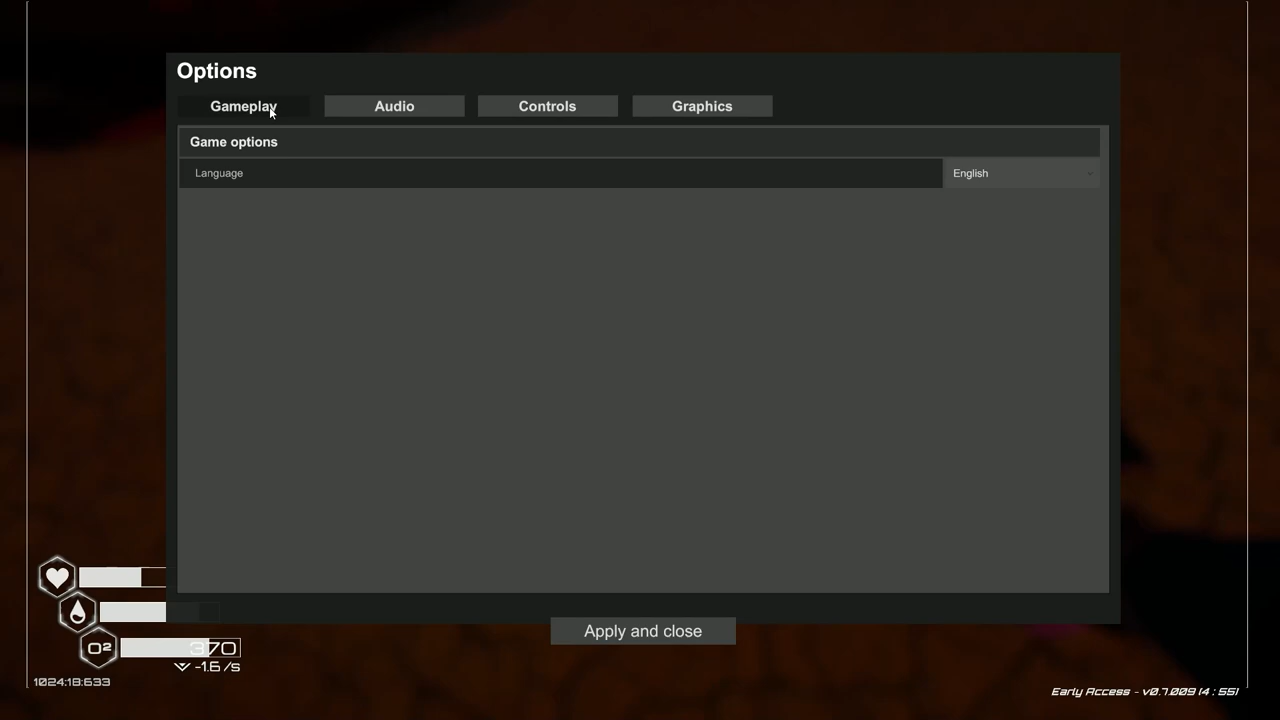 Options
Gameplay Audio Controls Graphics
Game options
Language English
Apply and close
O² 370
-1.6 /s
1024:18:633
Early Access - v0.7.009 (4 : 55)